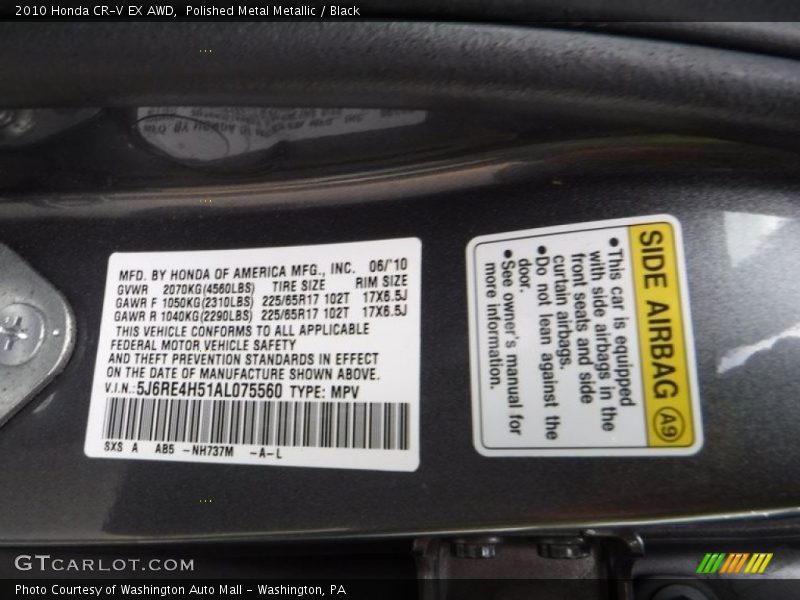 2010 Honda CR-V EX AWD,  Polished Metal Metallic / Black
MFD. BY HONDA OF AMERICA MFG., INC.  06/10
GVWR  2070KG(4560LBS)  TIRE SIZE  RIM SIZE
GAWR F  1050KG(2310LBS)  225/65R17 102T  17X6.5J
GAWR R  1040KG(2290LBS)  225/65R17 102T  17X6.5J
THIS VEHICLE CONFORMS TO ALL APPLICABLE
FEDERAL MOTOR VEHICLE SAFETY
AND THEFT PREVENTION STANDARDS IN EFFECT
ON THE DATE OF MANUFACTURE SHOWN ABOVE.
V.I.N.: 5J6RE4H51AL075560 TYPE: MPV
SXS A  AB5 -NH737M  -A-L
SIDE AIRBAG A9
•This car is equipped
with side airbags in the
front seats and side
curtain airbags.
•Do not lean against the
door.
•See owner's manual for
more information.
GTCARLOT.COM
Photo Courtesy of Washington Auto Mall - Washington, PA